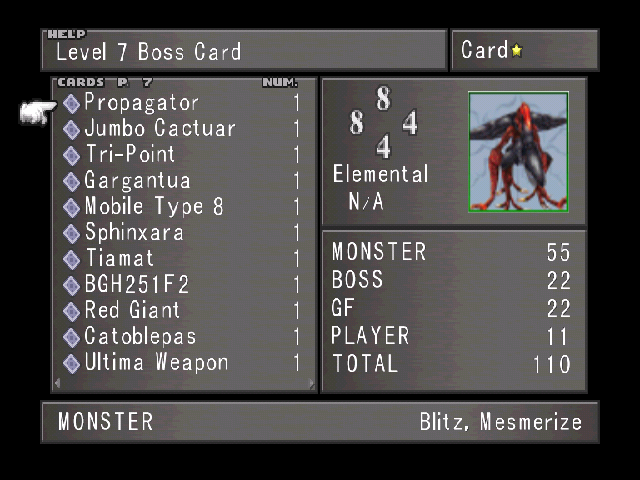 HELP
Level 7 Boss Card
Card★
CARDS P. 7 NUM.
Propagator 1
Jumbo Cactuar 1
Tri-Point 1
Gargantua 1
Mobile Type 8 1
Sphinxara 1
Tiamat 1
BGH251F2 1
Red Giant 1
Catoblepas 1
Ultima Weapon 1
8
8 4
4
Elemental
N/A
MONSTER 55
BOSS 22
GF 22
PLAYER 11
TOTAL 110
MONSTER Blitz, Mesmerize